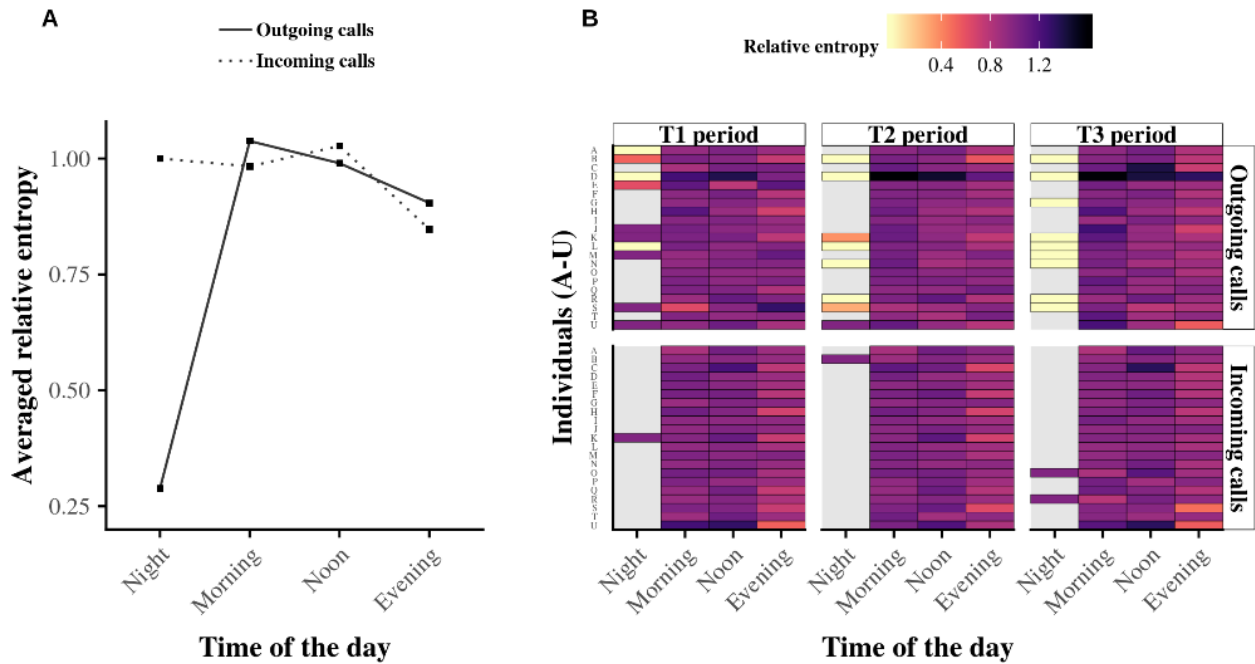 A
Outgoing calls
Incoming calls
Averaged relative entropy
1.00
0.75
0.50
0.25
Night
Morning
Noon
Evening
Time of the day
B
Relative entropy
0.4 0.8 1.2
T1 period T2 period T3 period
Individuals (A-U)
A
B
C
D
E
F
G
H
I
J
K
L
M
N
O
P
Q
R
S
T
U
Outgoing calls
A
B
C
D
E
F
G
H
I
J
K
L
M
N
O
P
Q
R
S
T
U
Incoming calls
Night Morning Noon Evening Night Morning Noon Evening Night Morning Noon Evening
Time of the day